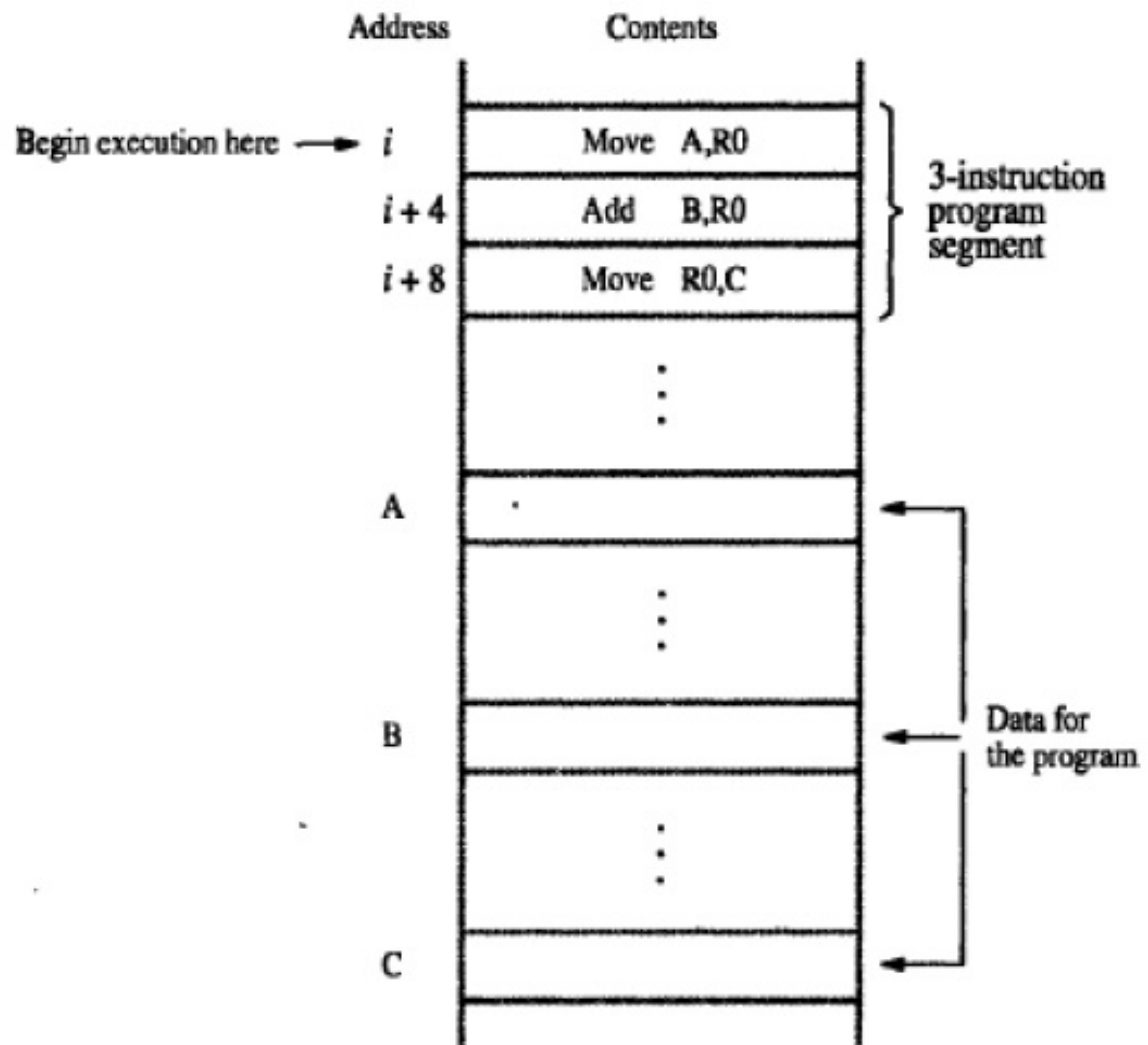 Address Contents
Begin execution here i Move A,R0
i + 4 Add B,R0
i + 8 Move R0,C
3-instruction
program
segment
A
B
Data for
the program
C